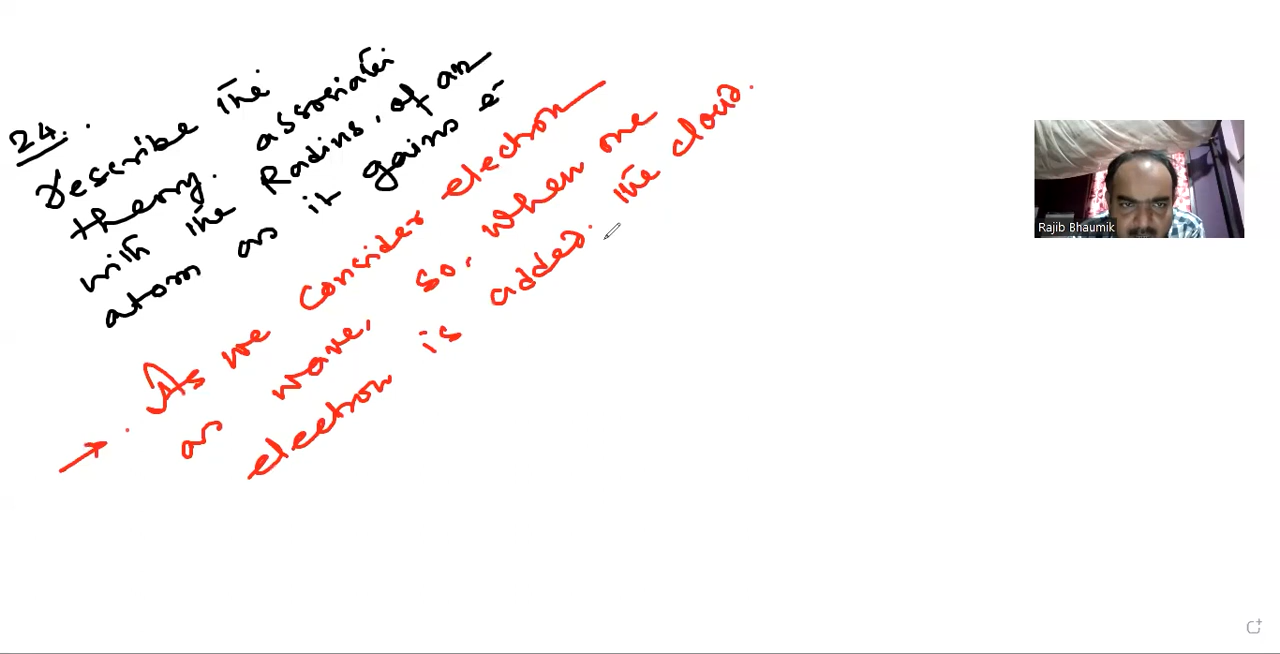 24.
Describe the
theory. associated
with the Radius, of an
atom as it gains e-
→ . As we consider electron
as wave, so, when one
electron is added. the cloud.
Rajib Bhaumik